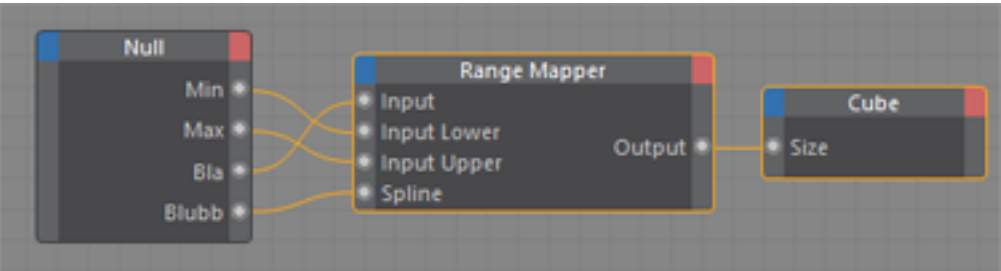 Null
Min
Max
Bla
Blubb
Range Mapper
Input
Input Lower
Input Upper
Spline
Output
Cube
Size